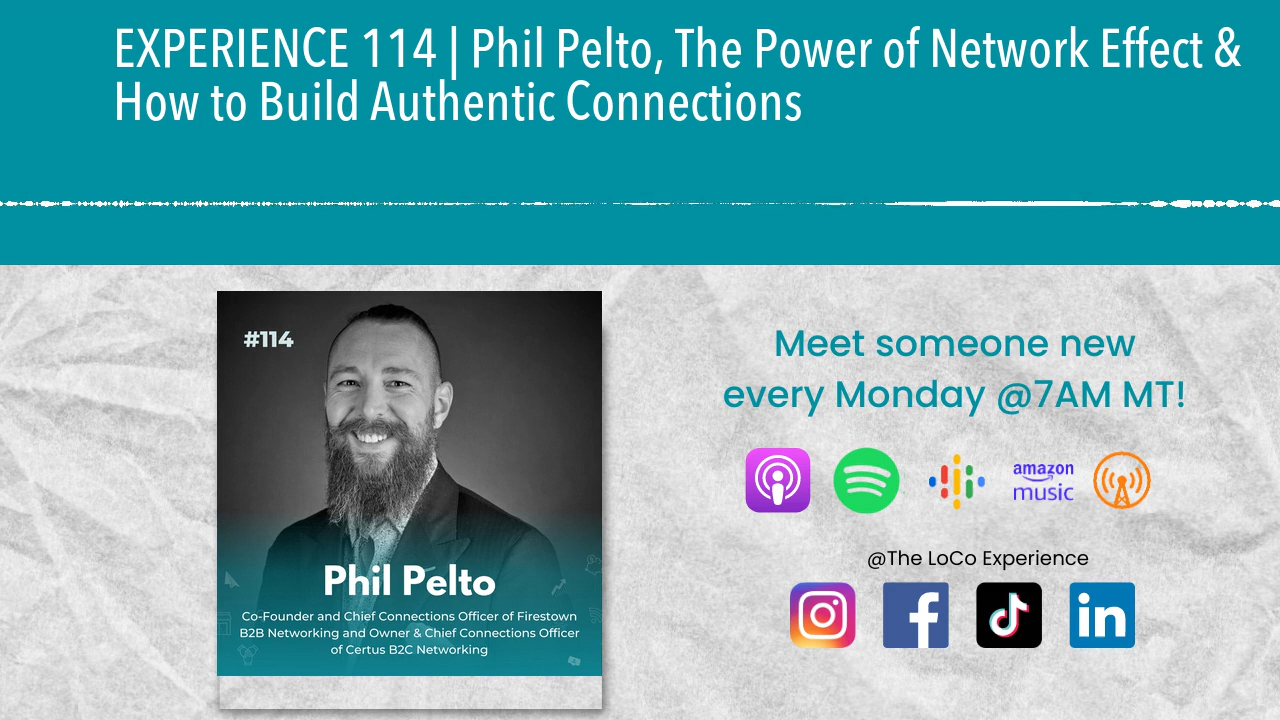 EXPERIENCE 114 | Phil Pelto, The Power of Network Effect &
How to Build Authentic Connections
#114
Phil Pelto
Co-Founder and Chief Connections Officer of Firestown
B2B Networking and Owner & Chief Connections Officer
of Certus B2C Networking
Meet someone new
every Monday @7AM MT!
amazon
music
@The LoCo Experience
f
in